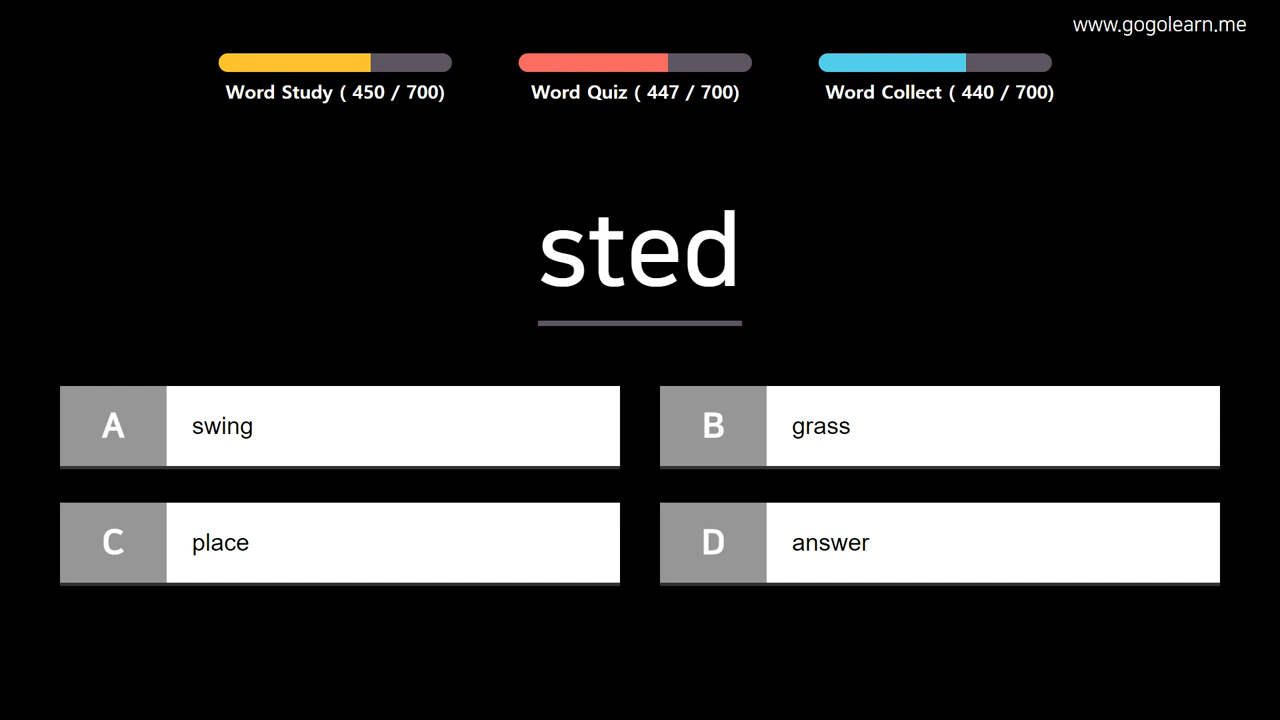 www.gogolearn.me
Word Study ( 450 / 700)
Word Quiz ( 447 / 700)
Word Collect ( 440 / 700)
sted
A swing
B grass
C place
D answer